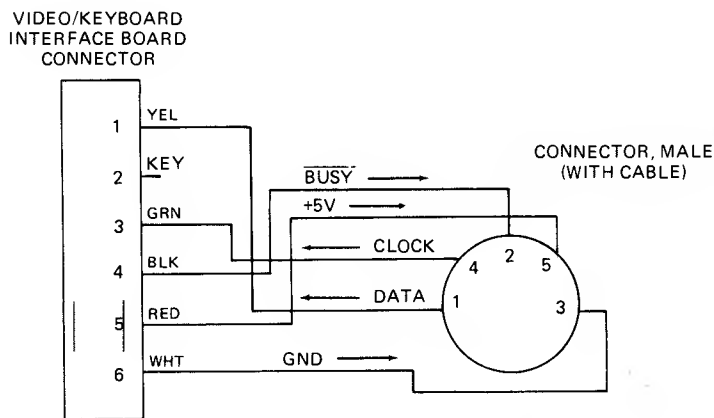 VIDEO/KEYBOARD
INTERFACE BOARD
CONNECTOR
1 YEL
2 KEY
3 GRN
4 BLK
5 RED
6 WHT
BUSY
+5V
CLOCK
DATA
GND
CONNECTOR, MALE
(WITH CABLE)
4 2 5
1 3